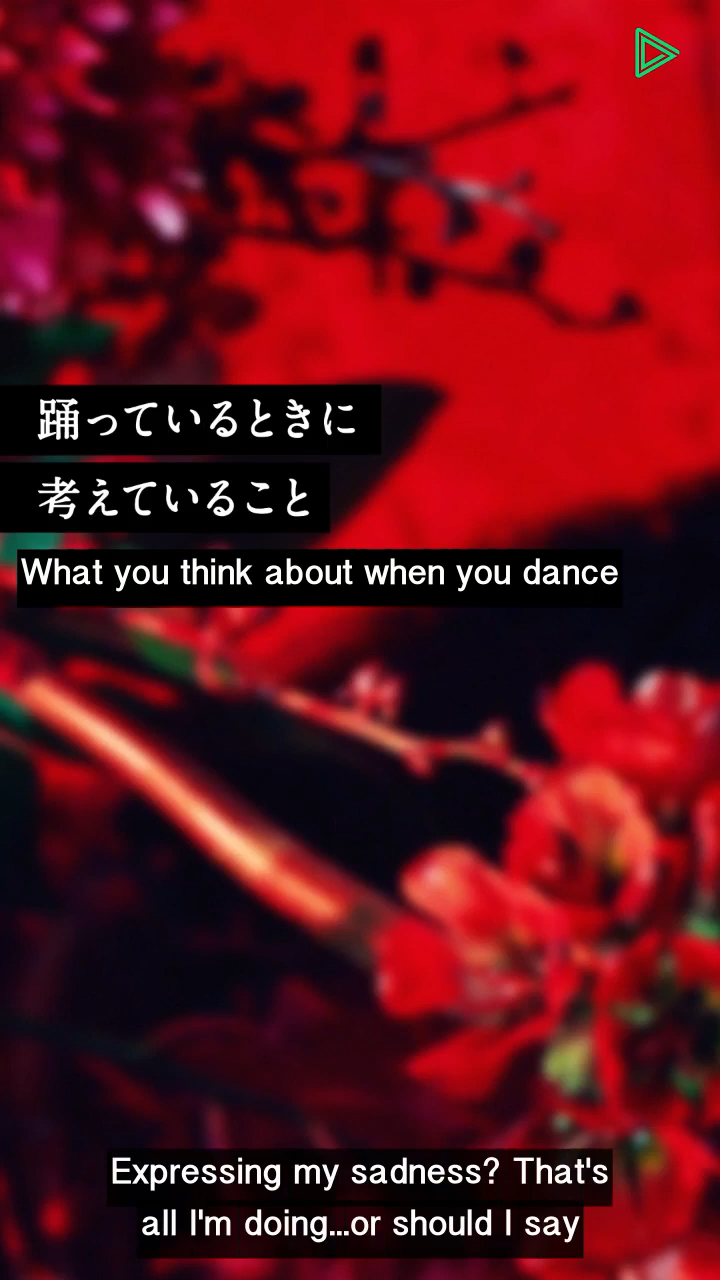 踊っているときに
考えていること
What you think about when you dance
Expressing my sadness? That's
all I'm doing...or should I say